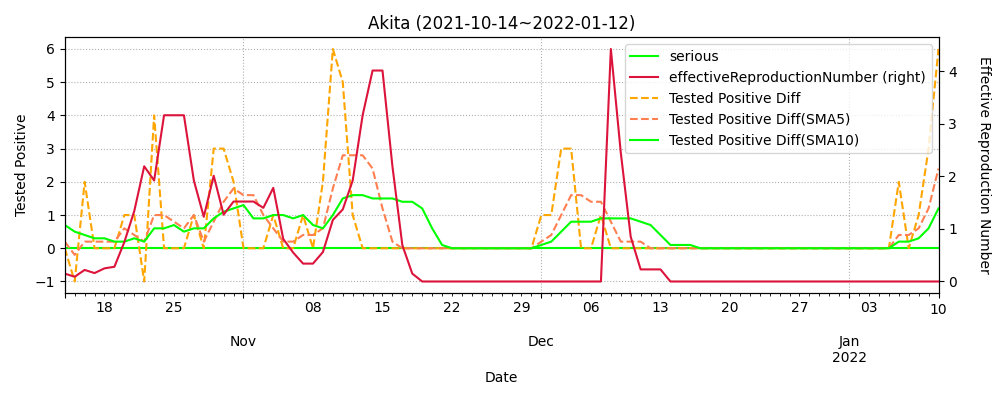 Akita (2021-10-14~2022-01-12)
serious
effectiveReproductionNumber (right)
Tested Positive Diff
Tested Positive Diff(SMA5)
Tested Positive Diff(SMA10)
Tested Positive
6
5
4
3
2
1
0
−1
4
3
2
1
0
Effective Reproduction Number
18 25 08 15 22 29 06 13 20 27 03 10
Nov Dec Jan
2022
Date